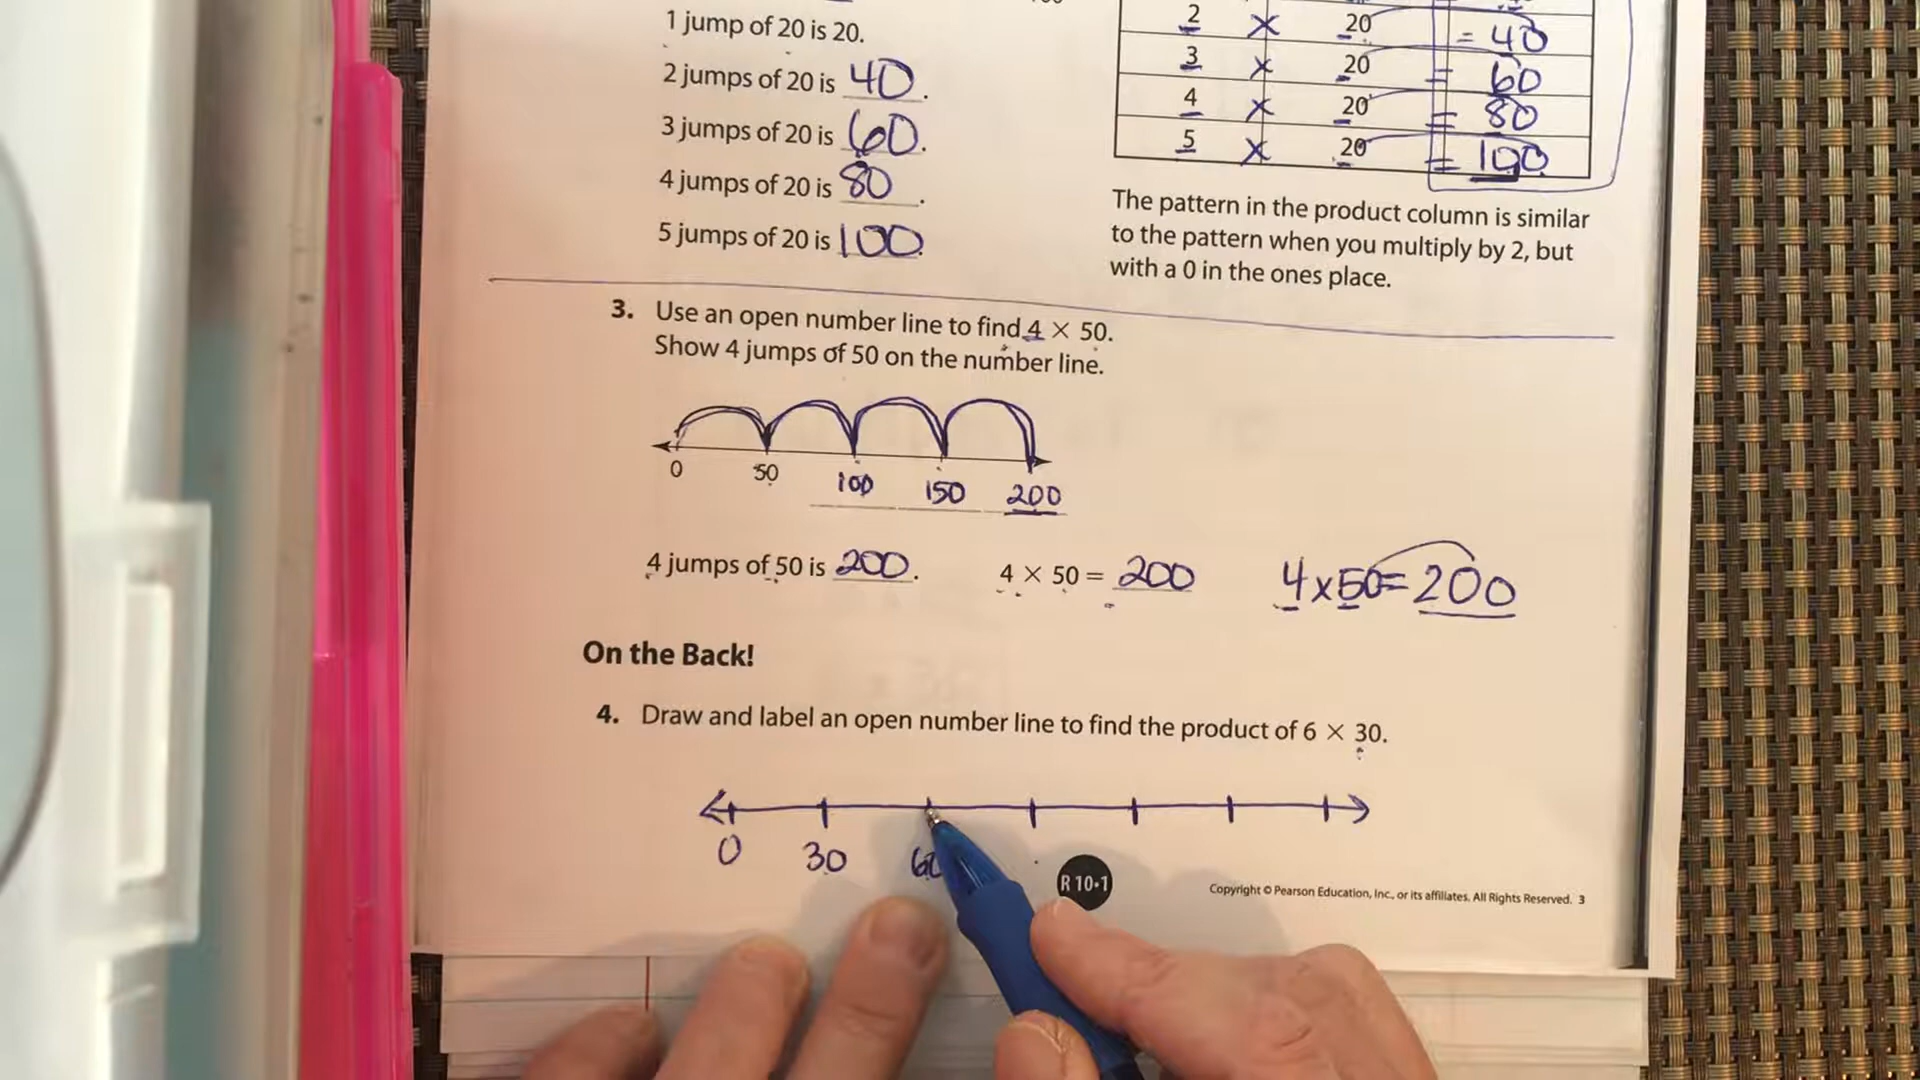 1 jump of 20 is 20.
2 jumps of 20 is 40.
3 jumps of 20 is 60.
4 jumps of 20 is 80.
5 jumps of 20 is 100.
2 x 20 = 40
3 x 20 = 60
4 x 20 = 80
5 x 20 = 100
The pattern in the product column is similar
to the pattern when you multiply by 2, but
with a 0 in the ones place.
3. Use an open number line to find 4 × 50.
Show 4 jumps of 50 on the number line.
0 50 100 150 200
4 jumps of 50 is 200. 4 × 50 = 200 4x50=200
On the Back!
4. Draw and label an open number line to find the product of 6 × 30.
0 30 60
R 10•1
Copyright © Pearson Education, Inc., or its affiliates. All Rights Reserved. 3